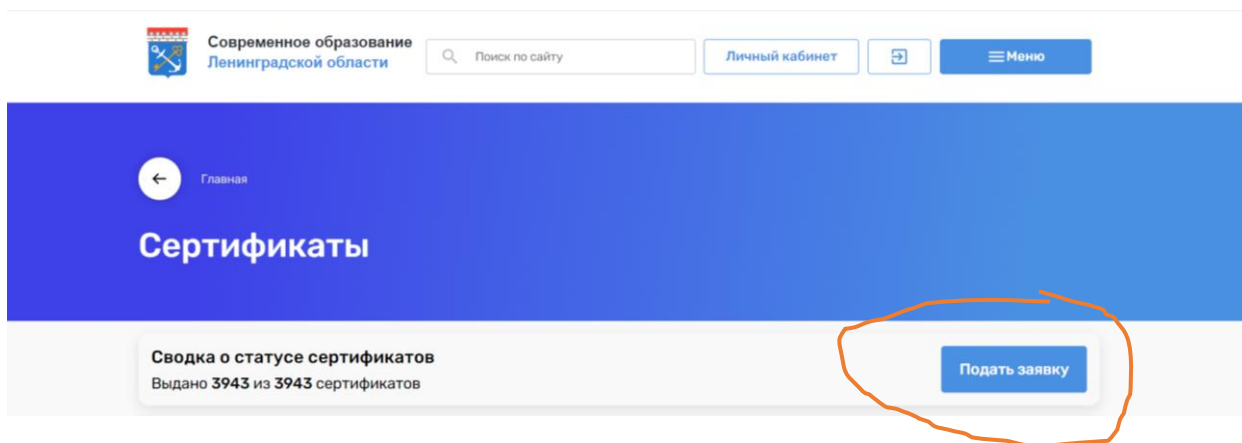 Современное образование
Ленинградской области
Поиск по сайту
Личный кабинет
Меню
Главная
Сертификаты
Сводка о статусе сертификатов
Выдано 3943 из 3943 сертификатов
Подать заявку